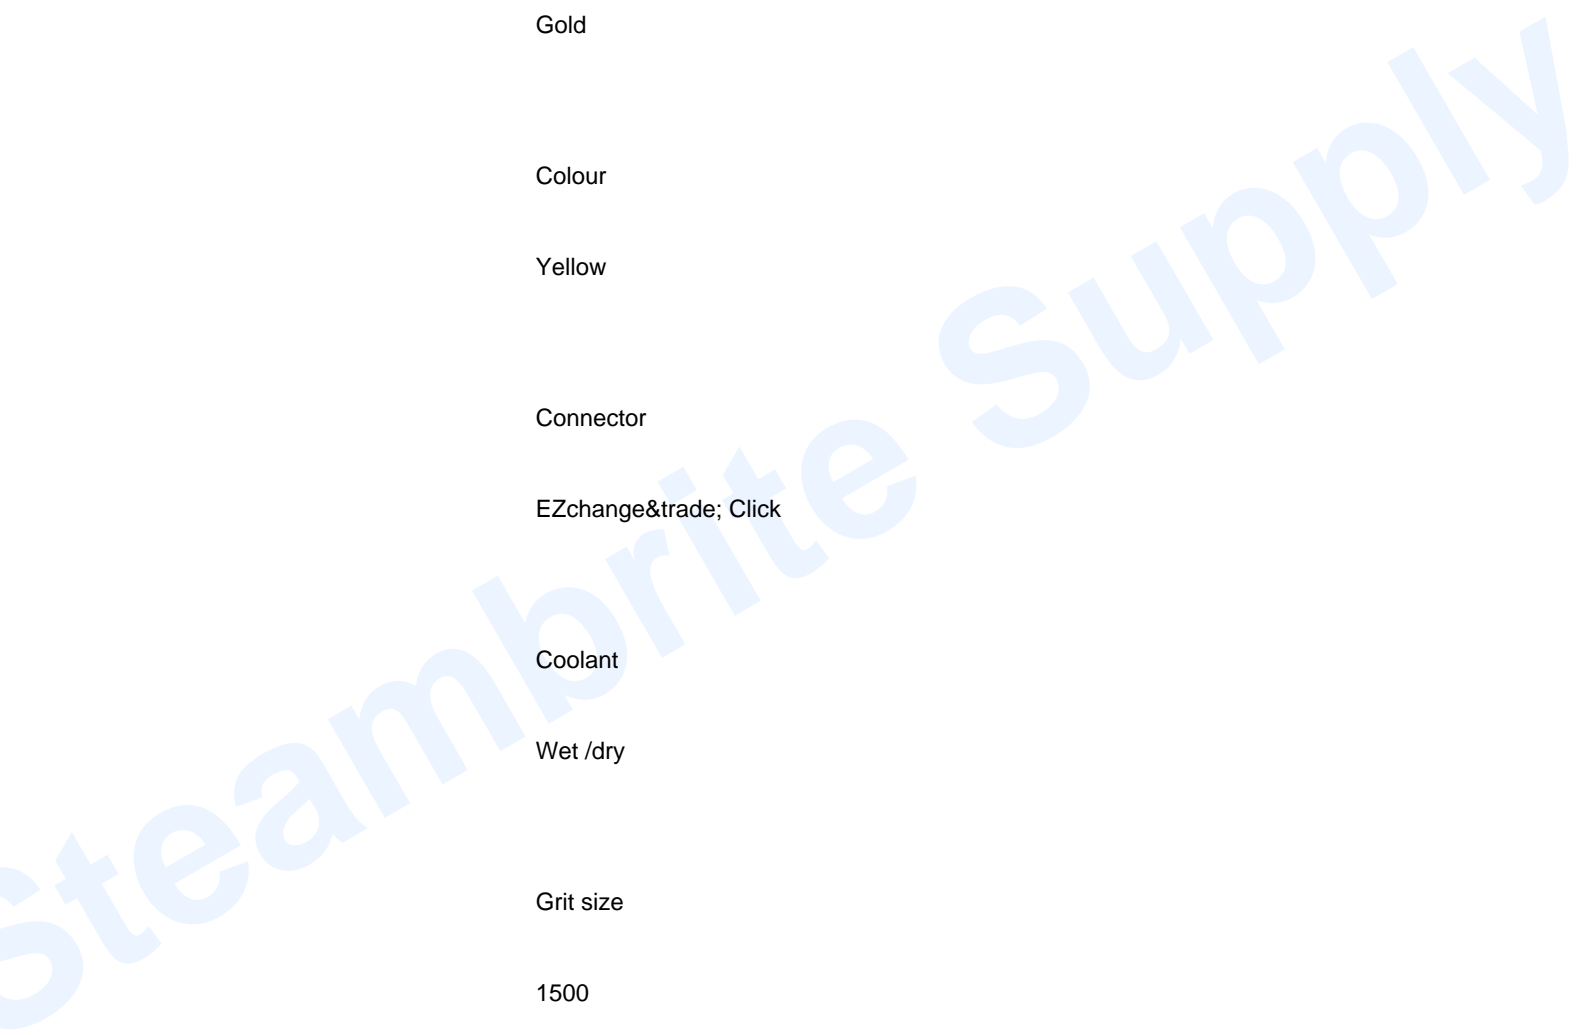 Gold
Colour
Yellow
Connector
EZchange&trade; Click
Coolant
Wet /dry
Grit size
1500
Steambrite Supply